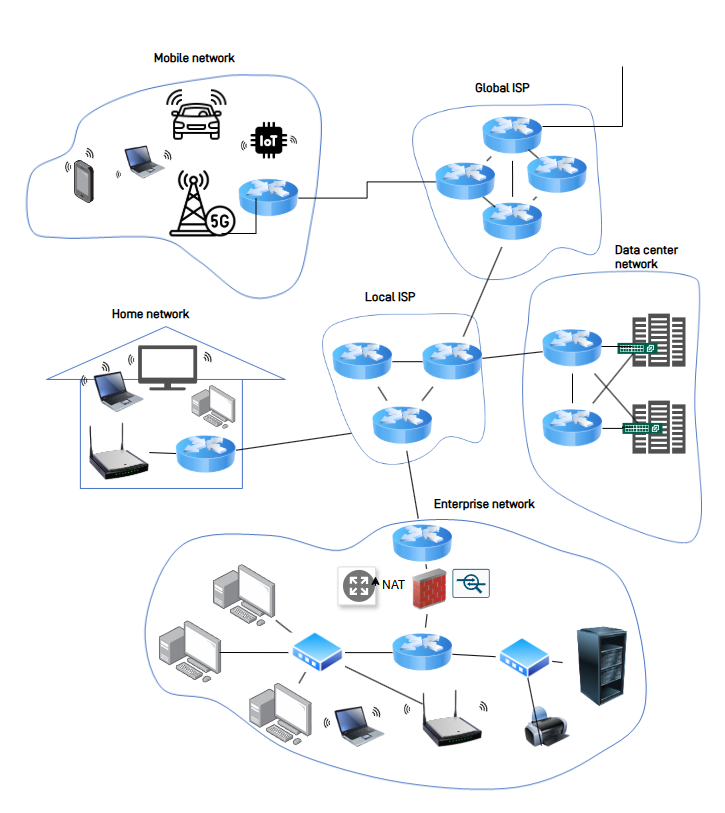 Mobile network
Global ISP
IoT
5G
Data center
network
Local ISP
Home network
Enterprise network
NAT